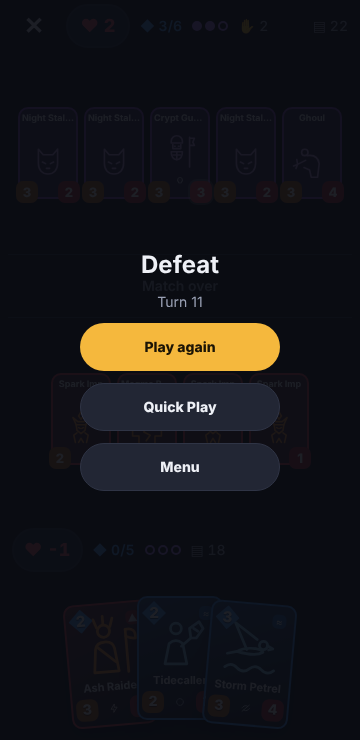 2 3/6 2 22
Night Stal... Night Stal... Crypt Gu... Night Stal... Ghoul
3 2 3 2 3 3 3 2 3 4
Defeat
Match over
Turn 11
Play again
Spark Imp Spark Imp
Quick Play
2 1
Menu
-1 0/5 18
2 2 3
Ash Raide Tidecalle Storm Petrel
3 2 3 4